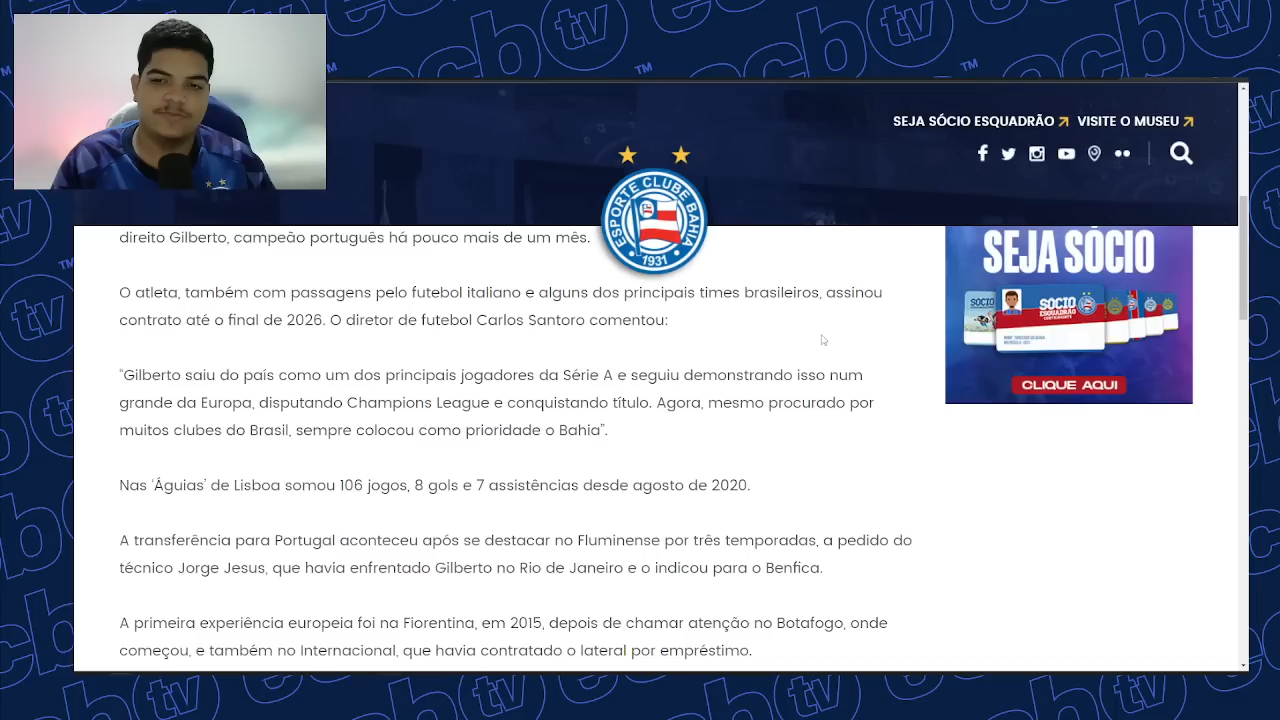 SEJA SÓCIO ESQUADRÃO VISITE O MUSEU
ESPORTE CLUBE BAHIA
1931
direito Gilberto, campeão português há pouco mais de um mês.
O atleta, também com passagens pelo futebol italiano e alguns dos principais times brasileiros, assinou
contrato até o final de 2026. O diretor de futebol Carlos Santoro comentou:
“Gilberto saiu do país como um dos principais jogadores da Série A e seguiu demonstrando isso num
grande da Europa, disputando Champions League e conquistando título. Agora, mesmo procurado por
muitos clubes do Brasil, sempre colocou como prioridade o Bahia”.
Nas ‘Águias’ de Lisboa somou 106 jogos, 8 gols e 7 assistências desde agosto de 2020.
A transferência para Portugal aconteceu após se destacar no Fluminense por três temporadas, a pedido do
técnico Jorge Jesus, que havia enfrentado Gilberto no Rio de Janeiro e o indicou para o Benfica.
A primeira experiência europeia foi na Fiorentina, em 2015, depois de chamar atenção no Botafogo, onde
começou, e também no Internacional, que havia contratado o lateral por empréstimo.
SEJA SÓCIO
SÓCIO
SÓCIO
ESQUADRÃO
CLIQUE AQUI
ecb tv
TM